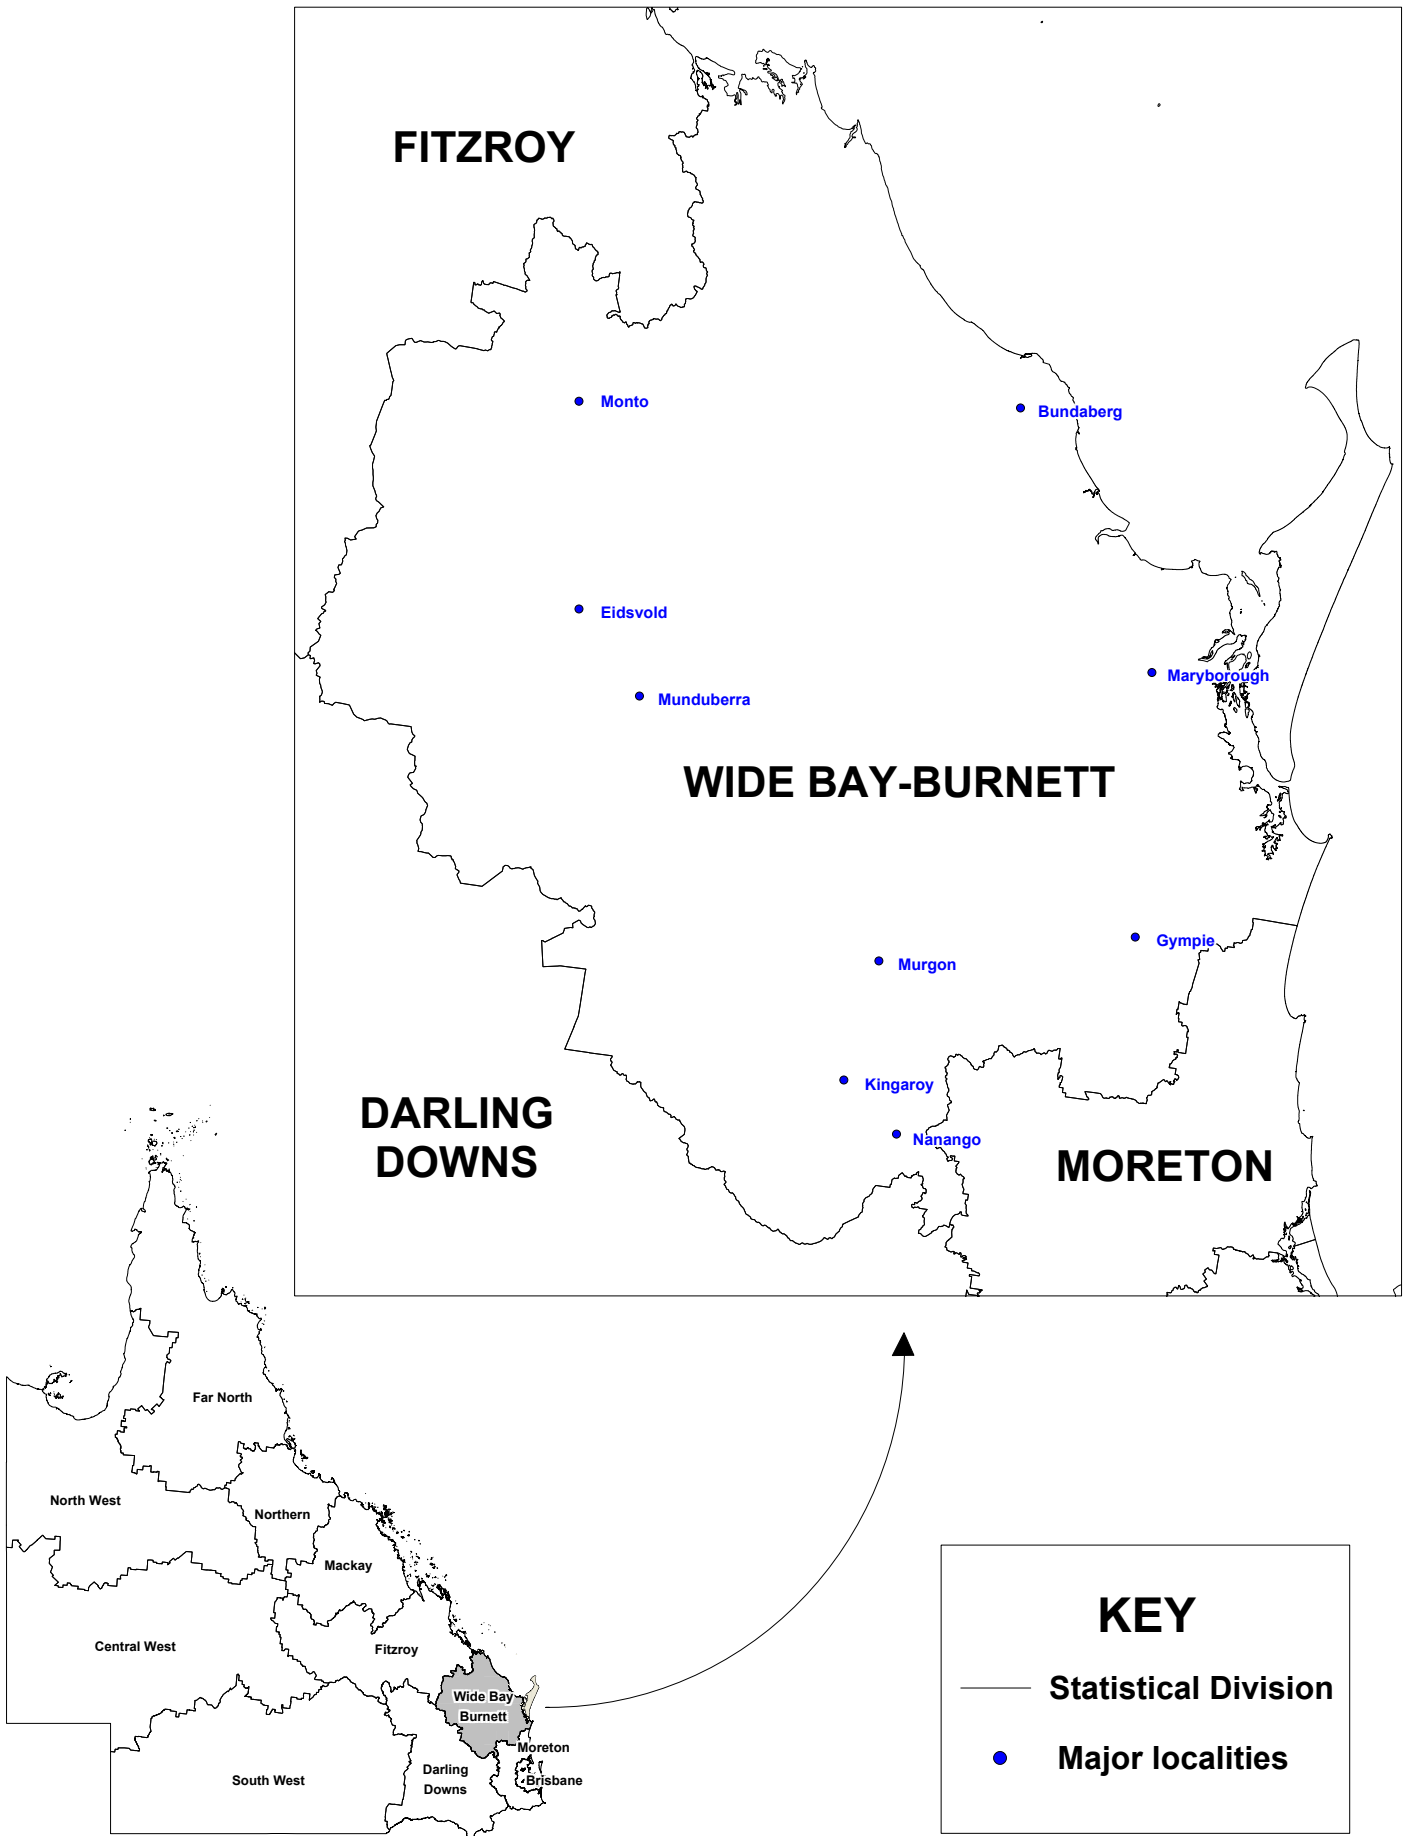 FITZROY
Monto
Bundaberg
Eidsvold
Maryborough
Munduberra
WIDE BAY-BURNETT
Gympie
Murgon
Kingaroy
DARLING
DOWNS
Nanango
MORETON
Far North
North West
Northern
Mackay
Central West
Fitzroy
Wide Bay
Burnett
Moreton
Darling
Downs
South West
Brisbane
KEY
Statistical Division
Major localities